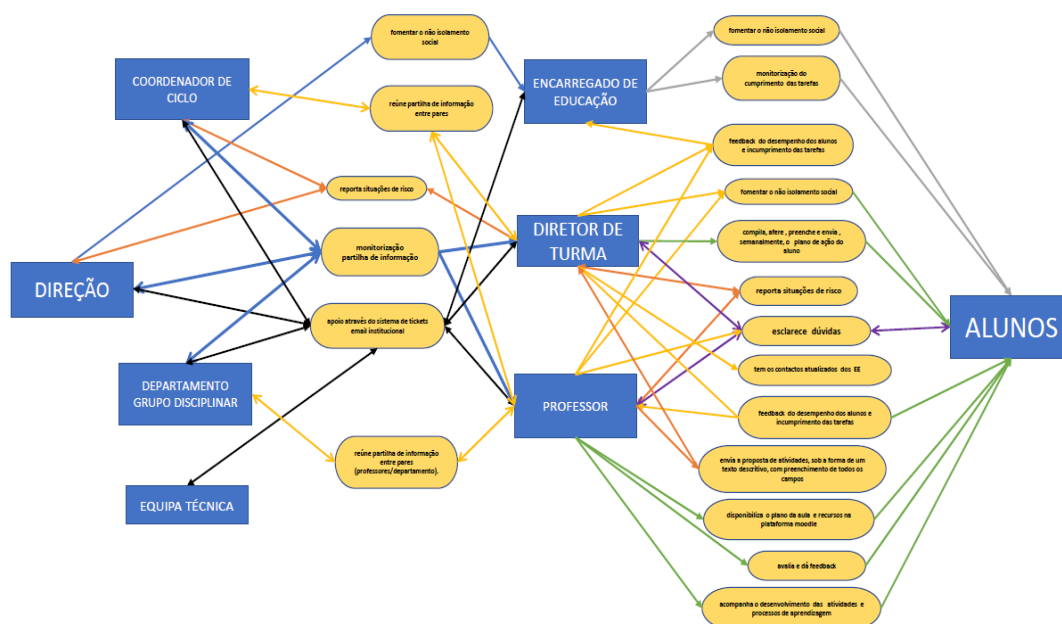 fomentar o não isolamento
social
COORDENADOR DE
CICLO
reúne partilha de informação
entre pares
reporta situações de risco
monitorização
partilha de informação
DIREÇÃO
apoio através do sistema de tickets
email institucional
DEPARTAMENTO
GRUPO DISCIPLINAR
reúne partilha de informação
entre pares
(professores/departamento).
EQUIPA TÉCNICA
ENCARREGADO DE
EDUCAÇÃO
DIRETOR DE
TURMA
PROFESSOR
fomentar o não isolamento social
monitorização do
cumprimento das tarefas
feedback do desempenho dos alunos
e incumprimento das tarefas
fomentar o não isolamento social
compila, afere , preenche e envia ,
semanalmente, o plano de ação do
aluno
reporta situações de risco
esclarece dúvidas
tem os contactos atualizados dos EE
feedback do desempenho dos alunos e
incumprimento das tarefas
envia a proposta de atividades, sob a forma de um
texto descritivo, com preenchimento de todos os
campos
disponibiliza o plano da aula e recursos na
plataforma moodle
avalia e dá feedback
acompanha o desenvolvimento das atividades e
processos de aprendizagem
ALUNOS